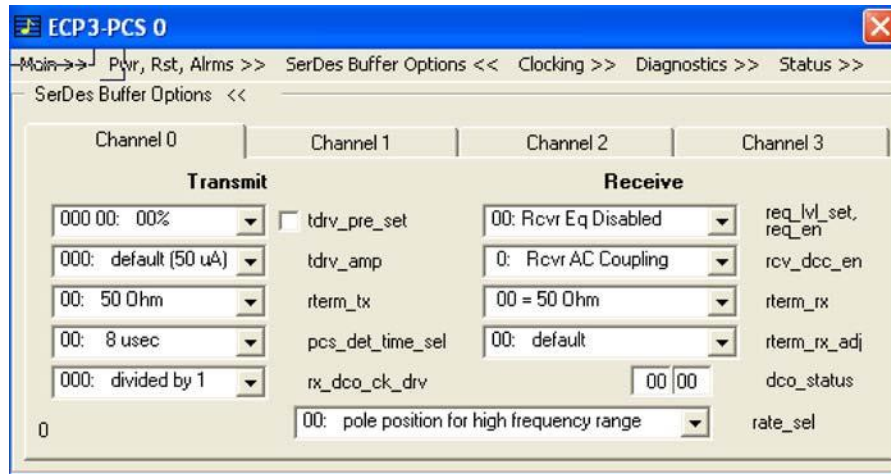 ECP3-PCS 0
Main >> Pwr, Rst, Alrms >> SerDes Buffer Options << Clocking >> Diagnostics >> Status >>
SerDes Buffer Options <<
Channel 0 Channel 1 Channel 2 Channel 3
Transmit Receive
000 00: 00% tdrv_pre_set 00: Rcvr Eq Disabled req_lvl_set, req_en
000: default (50 uA) tdrv_amp 0: Rcvr AC Coupling rcv_dcc_en
00: 50 Ohm rterm_tx 00 = 50 Ohm rterm_rx
00: 8 usec pcs_det_time_sel 00: default rterm_rx_adj
000: divided by 1 rx_dco_ck_drv 00 00 dco_status
0 00: pole position for high frequency range rate_sel